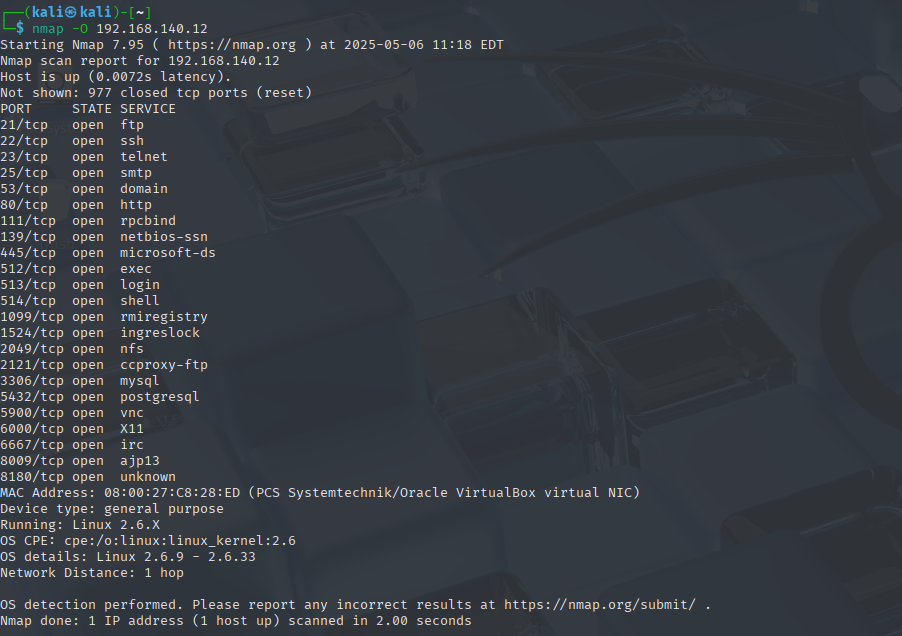 ┌──(kali㉿kali)-[~]
└─$ nmap -O 192.168.140.12
Starting Nmap 7.95 ( https://nmap.org ) at 2025-05-06 11:18 EDT
Nmap scan report for 192.168.140.12
Host is up (0.0072s latency).
Not shown: 977 closed tcp ports (reset)
PORT     STATE SERVICE
21/tcp   open  ftp
22/tcp   open  ssh
23/tcp   open  telnet
25/tcp   open  smtp
53/tcp   open  domain
80/tcp   open  http
111/tcp  open  rpcbind
139/tcp  open  netbios-ssn
445/tcp  open  microsoft-ds
512/tcp  open  exec
513/tcp  open  login
514/tcp  open  shell
1099/tcp open  rmiregistry
1524/tcp open  ingreslock
2049/tcp open  nfs
2121/tcp open  ccproxy-ftp
3306/tcp open  mysql
5432/tcp open  postgresql
5900/tcp open  vnc
6000/tcp open  X11
6667/tcp open  irc
8009/tcp open  ajp13
8180/tcp open  unknown
MAC Address: 08:00:27:C8:28:ED (PCS Systemtechnik/Oracle VirtualBox virtual NIC)
Device type: general purpose
Running: Linux 2.6.X
OS CPE: cpe:/o:linux:linux_kernel:2.6
OS details: Linux 2.6.9 - 2.6.33
Network Distance: 1 hop

OS detection performed. Please report any incorrect results at https://nmap.org/submit/ .
Nmap done: 1 IP address (1 host up) scanned in 2.00 seconds